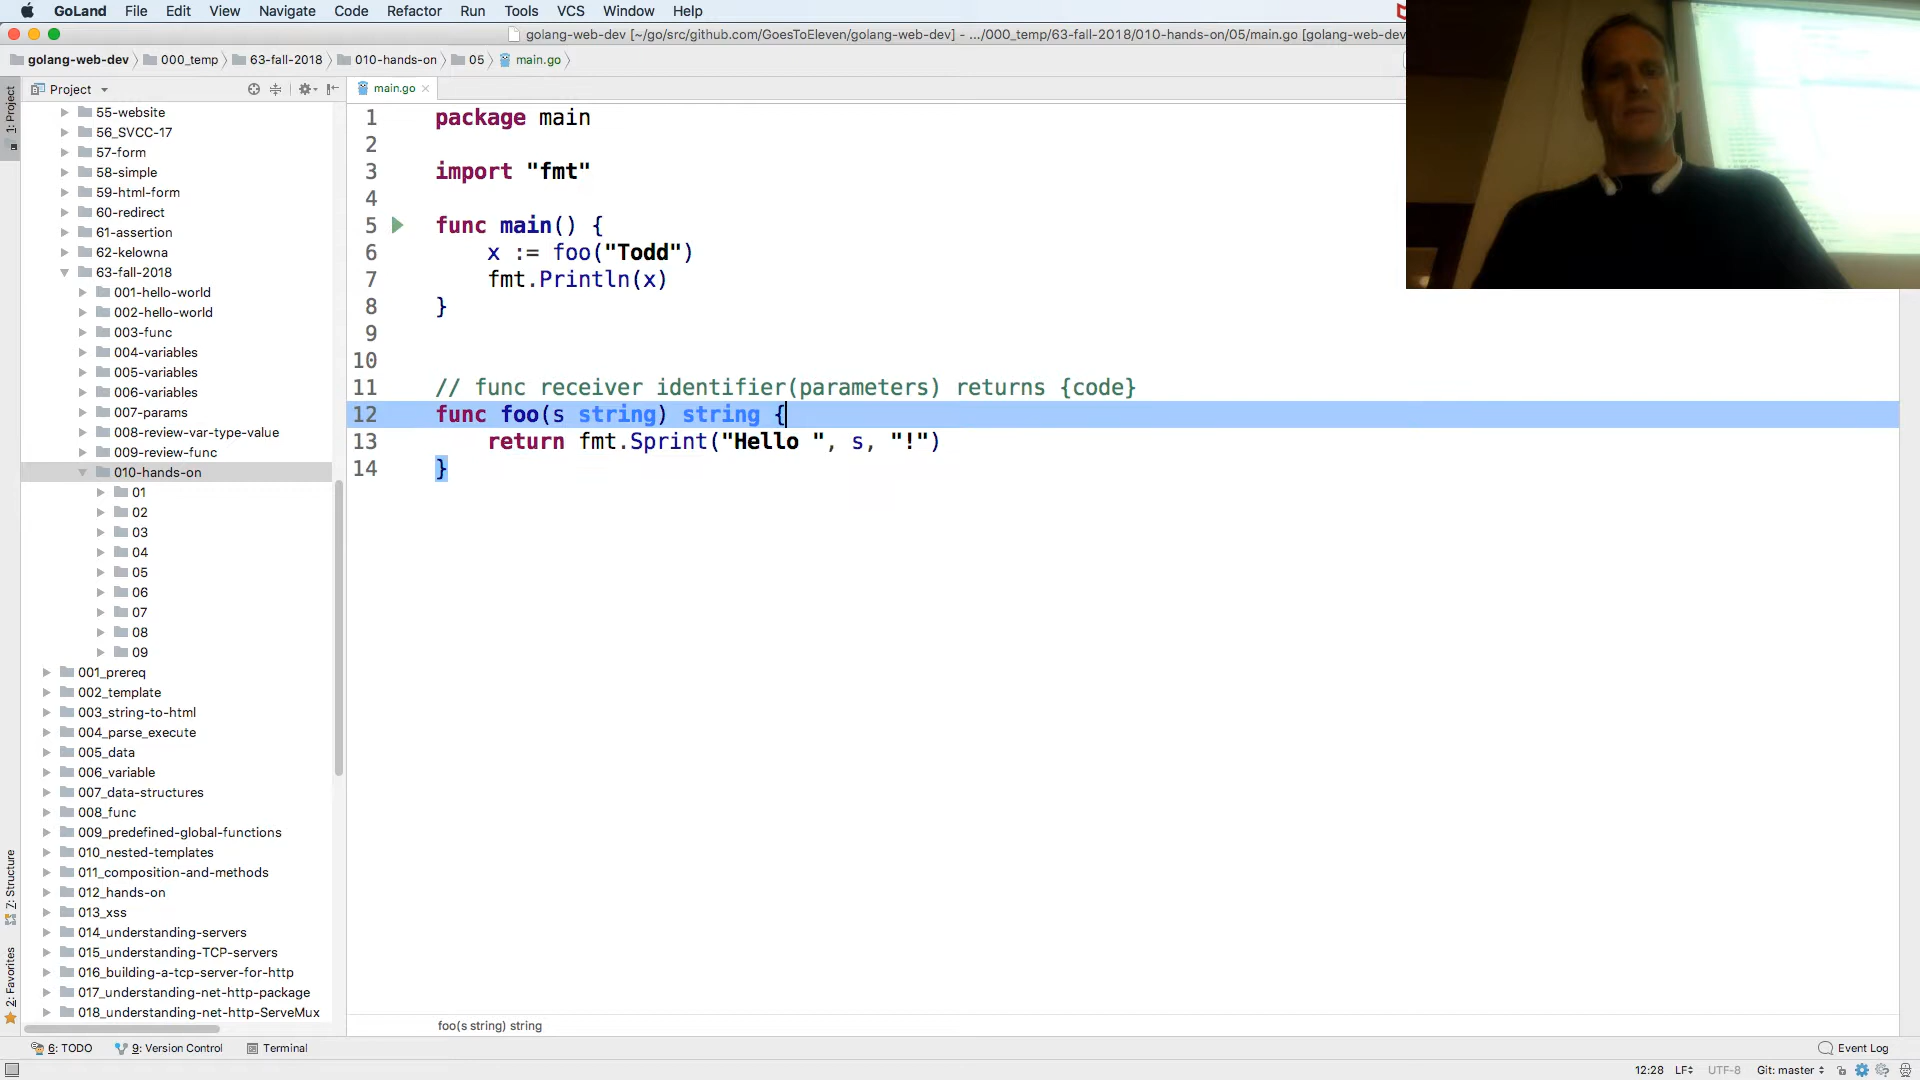 GoLand File Edit View Navigate Code Refactor Run Tools VCS Window Help
golang-web-dev [~/go/src/github.com/GoesToEleven/golang-web-dev] - .../000_temp/63-fall-2018/010-hands-on/05/main.go [golang-web-dev
golang-web-dev 000_temp 63-fall-2018 010-hands-on 05 main.go
1: Project
Project
main.go
55-website
56_SVCC-17
57-form
58-simple
59-html-form
60-redirect
61-assertion
62-kelowna
63-fall-2018
001-hello-world
002-hello-world
003-func
004-variables
005-variables
006-variables
007-params
008-review-var-type-value
009-review-func
010-hands-on
01
02
03
04
05
06
07
08
09
001_prereq
002_template
003_string-to-html
004_parse_execute
005_data
006_variable
007_data-structures
008_func
009_predefined-global-functions
010_nested-templates
011_composition-and-methods
012_hands-on
013_xss
014_understanding-servers
015_understanding-TCP-servers
016_building-a-tcp-server-for-http
017_understanding-net-http-package
018_understanding-net-http-ServeMux
7: Structure
2: Favorites
1 package main
2
3 import "fmt"
4
5 func main() {
6 x := foo("Todd")
7 fmt.Println(x)
8 }
9
10
11 // func receiver identifier(parameters) returns {code}
12 func foo(s string) string {
13 return fmt.Sprint("Hello ", s, "!")
14 }
foo(s string) string
6: TODO 9: Version Control Terminal Event Log
12:28 LF UTF-8 Git: master